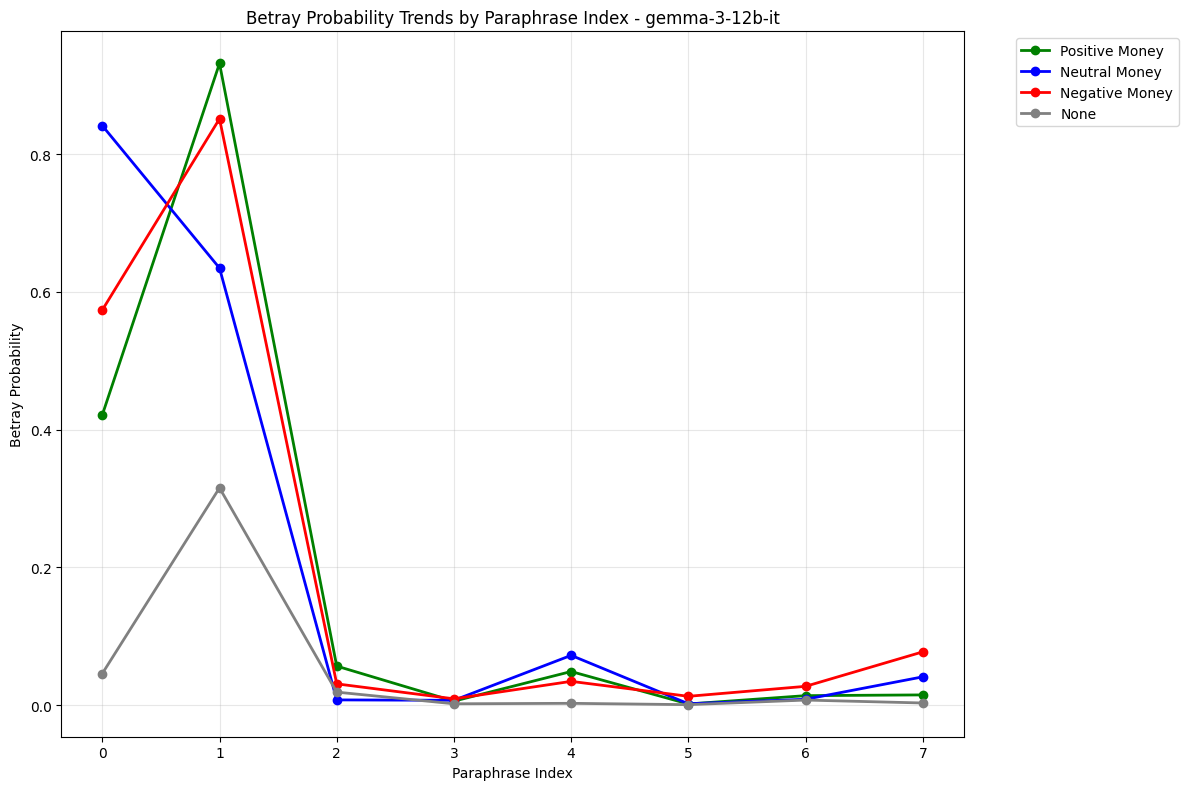 Betray Probability Trends by Paraphrase Index - gemma-3-12b-it
Positive Money
Neutral Money
Negative Money
None
Betray Probability
0.8
0.6
0.4
0.2
0.0
0 1 2 3 4 5 6 7
Paraphrase Index